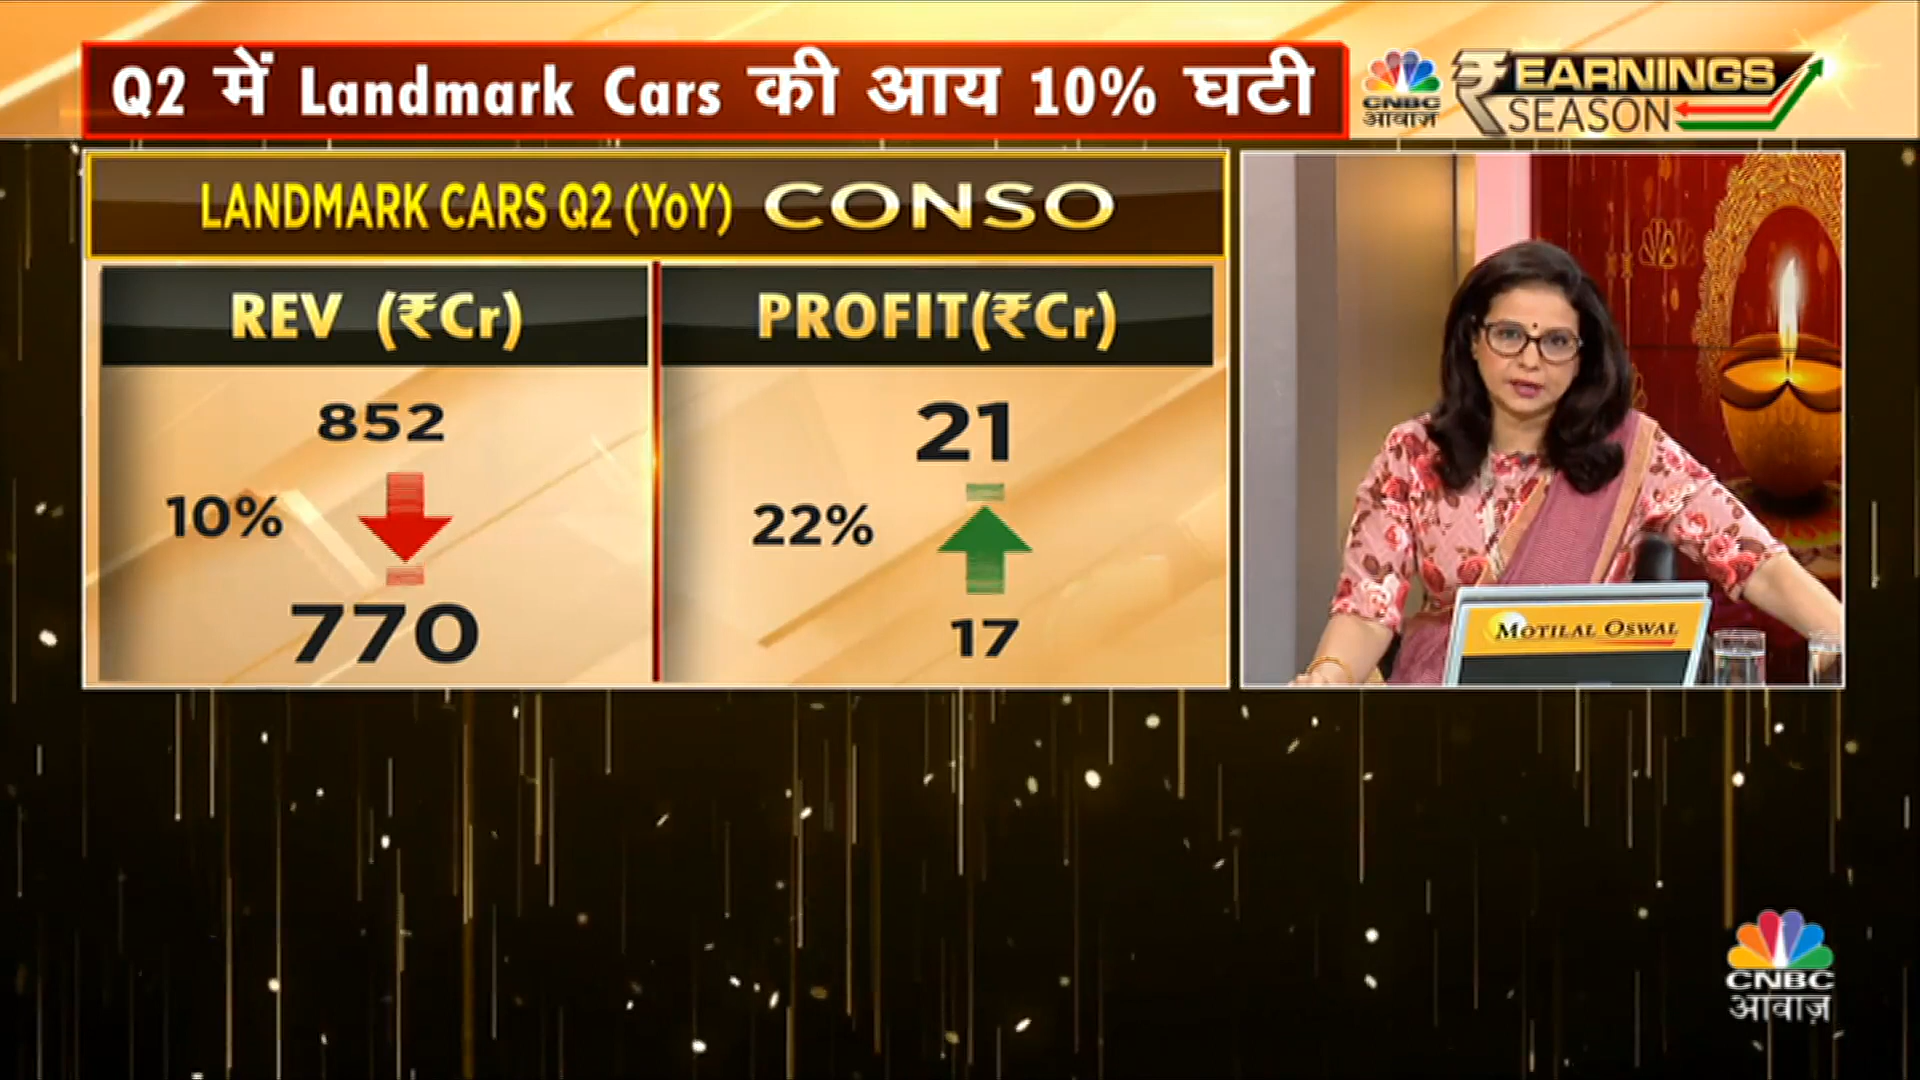 Q2 में Landmark Cars की आय 10% घटी
CNBC
आवाज़
₹ EARNINGS
SEASON
LANDMARK CARS Q2 (YoY) CONSO
REV (₹Cr)
PROFIT(₹Cr)
852
10%
770
21
22%
17
MOTILAL OSWAL
CNBC
आवाज़